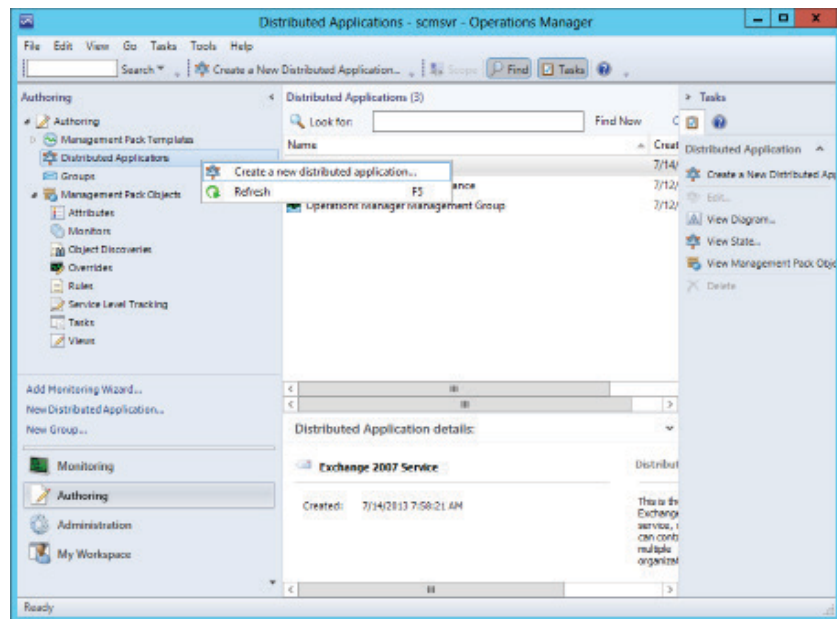 Distributed Applications - scmsvr - Operations Manager
File Edit View Go Tasks Tools Help
Search Create a New Distributed Application... Scope Find Tasks
Authoring
Authoring
Management Pack Templates
Distributed Applications
Groups
Management Pack Objects
Attributes
Monitors
Object Discoveries
Overrides
Rules
Service Level Tracking
Tasks
Views
Add Monitoring Wizard...
New Distributed Application...
New Group...
Monitoring
Authoring
Administration
My Workspace
Distributed Applications (3)
Look for: Find Now C
Name Creat
7/14/
Create a new distributed application...
Refresh F5
ance 7/12/
Operations Manager Management Group 7/12/
Distributed Application details:
Exchange 2007 Service
Created: 7/14/2013 7:58:21 AM
Distribut
This is th
Exchange
service,
can cont
multiple
organizat
Tasks
Distributed Application
Create a New Distributed App
Edit...
View Diagram...
View State...
View Management Pack Obje
Delete
Ready